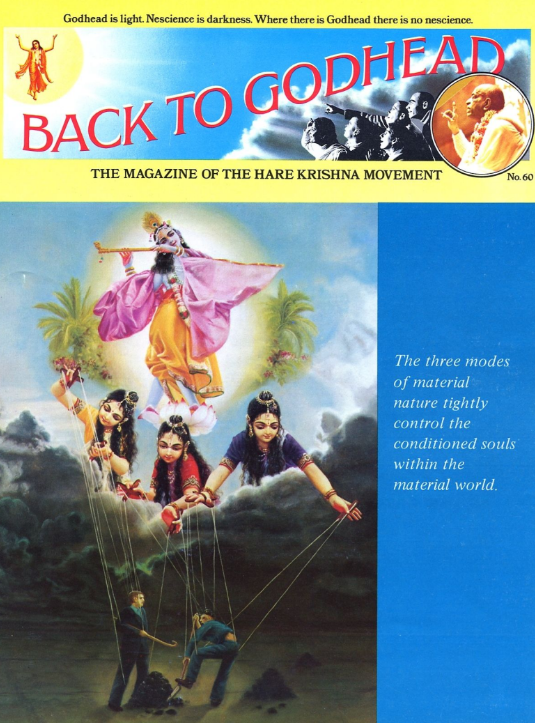 Godhead is light. Nescience is darkness. Where there is Godhead there is no nescience.
BACK TO GODHEAD
THE MAGAZINE OF THE HARE KRISHNA MOVEMENT
No. 60
The three modes
of material
nature tightly
control the
conditioned souls
within the
material world.